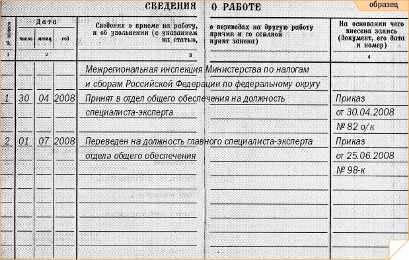 образец
СВЕДЕНИЯ О РАБОТЕ
№ записи
Дата
число месяц год
Сведения о приеме на работу, о переводах на другую работу
и об увольнении (с указанием причин и со ссылкой
на статью, пункт закона)
На основании чего
внесена запись
(документ, его дата
и номер)
1 2 3 4
Межрегиональная инспекция Министерства по налогам
и сборам Российской Федерации по федеральному округу
1 30 04 2008 Принят в отдел общего обеспечения на должность Приказ
специалиста-эксперта от 30.04.2008
№ 82 о/к
2 01 07 2008 Переведен на должность главного специалиста-эксперта Приказ
отдела общего обеспечения от 25.06.2008
№ 98-к